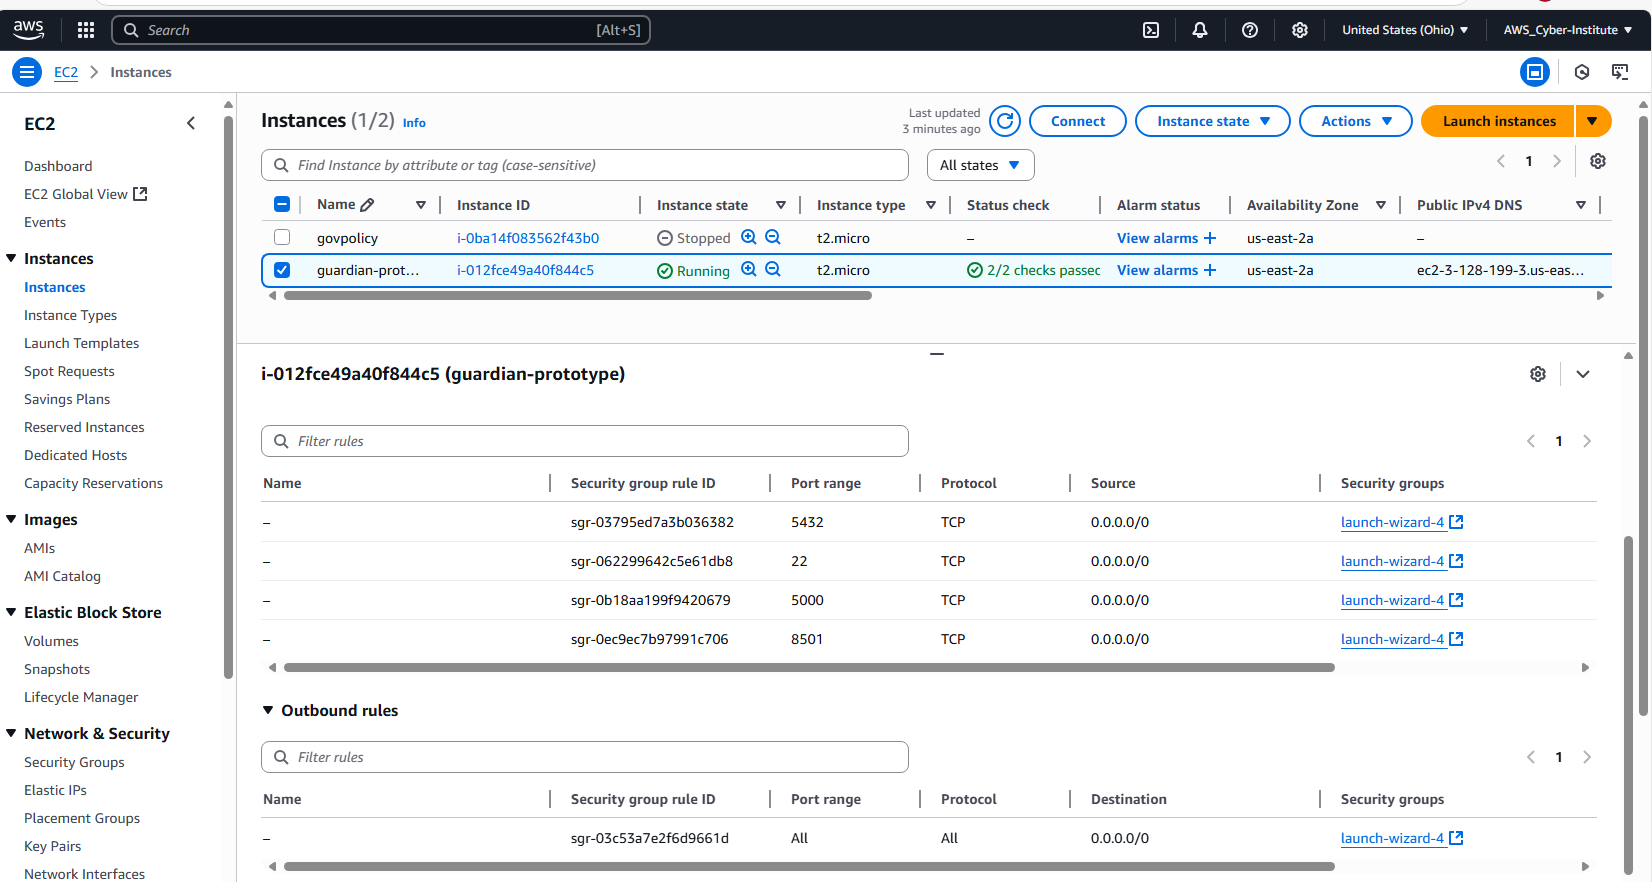 aws
Search [Alt+S] United States (Ohio) AWS_Cyber-Institute
EC2 Instances
EC2
Dashboard
EC2 Global View
Events
Instances
Instances
Instance Types
Launch Templates
Spot Requests
Savings Plans
Reserved Instances
Dedicated Hosts
Capacity Reservations
Images
AMIs
AMI Catalog
Elastic Block Store
Volumes
Snapshots
Lifecycle Manager
Network & Security
Security Groups
Elastic IPs
Placement Groups
Key Pairs
Network Interfaces
Instances (1/2) Info
Last updated
3 minutes ago
Connect Instance state Actions Launch instances
Find Instance by attribute or tag (case-sensitive) All states 1
Name Instance ID Instance state Instance type Status check Alarm status Availability Zone Public IPv4 DNS
govpolicy i-0ba14f083562f43b0 Stopped t2.micro – View alarms + us-east-2a –
guardian-prot... i-012fce49a40f844c5 Running t2.micro 2/2 checks passec View alarms + us-east-2a ec2-3-128-199-3.us-eas...
i-012fce49a40f844c5 (guardian-prototype)
Filter rules 1
Name Security group rule ID Port range Protocol Source Security groups
– sgr-03795ed7a3b036382 5432 TCP 0.0.0.0/0 launch-wizard-4
– sgr-062299642c5e61db8 22 TCP 0.0.0.0/0 launch-wizard-4
– sgr-0b18aa199f9420679 5000 TCP 0.0.0.0/0 launch-wizard-4
– sgr-0ec9ec7b97991c706 8501 TCP 0.0.0.0/0 launch-wizard-4
Outbound rules
Filter rules 1
Name Security group rule ID Port range Protocol Destination Security groups
– sgr-03c53a7e2f6d9661d All All 0.0.0.0/0 launch-wizard-4